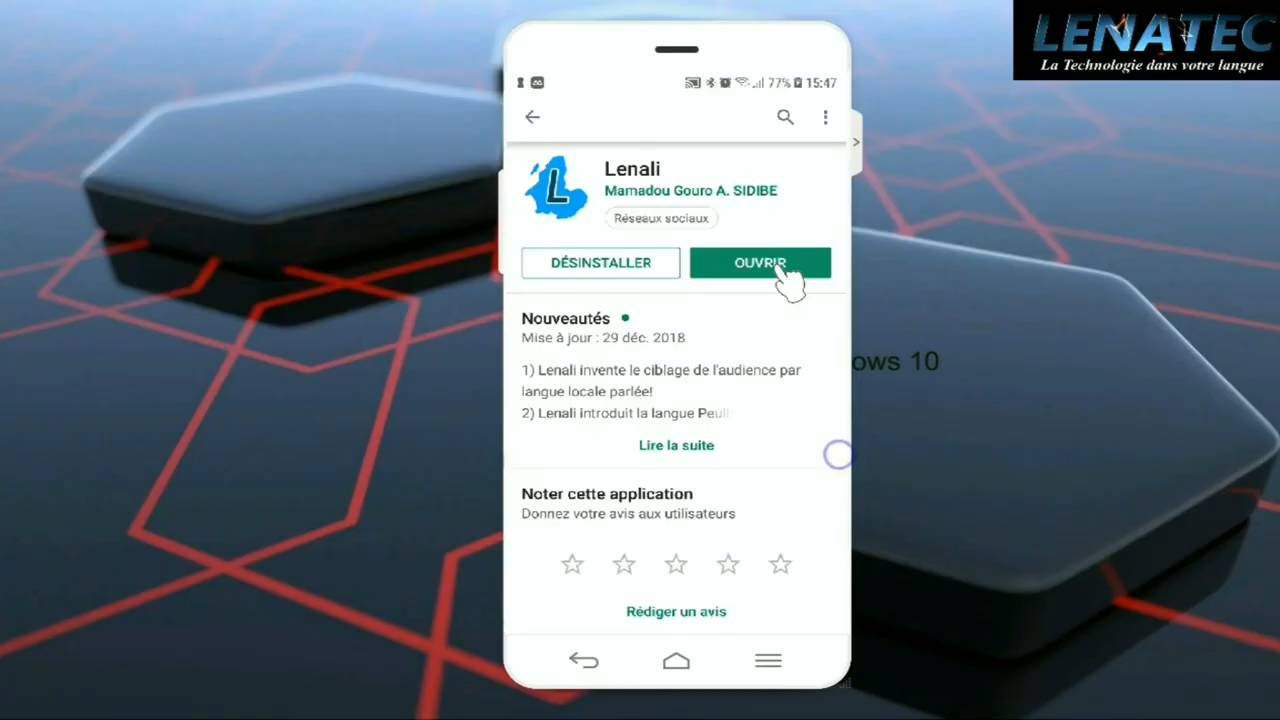 LENATEC
La Technologie dans votre langue
77% 15:47
Lenali
Mamadou Gouro A. SIDIBE
Réseaux sociaux
DÉSINSTALLER
OUVRIR
Nouveautés
Mise à jour : 29 déc. 2018
1) Lenali invente le ciblage de l'audience par
langue locale parlée!
2) Lenali introduit la langue Peul
Lire la suite
ows 10
Noter cette application
Donnez votre avis aux utilisateurs
Rédiger un avis